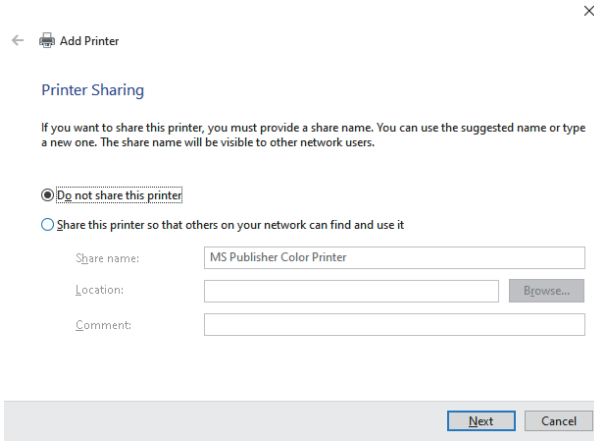 Add Printer
Printer Sharing
If you want to share this printer, you must provide a share name. You can use the suggested name or type
a new one. The share name will be visible to other network users.
Do not share this printer
Share this printer so that others on your network can find and use it
Share name: MS Publisher Color Printer
Location: Browse...
Comment:
Next Cancel